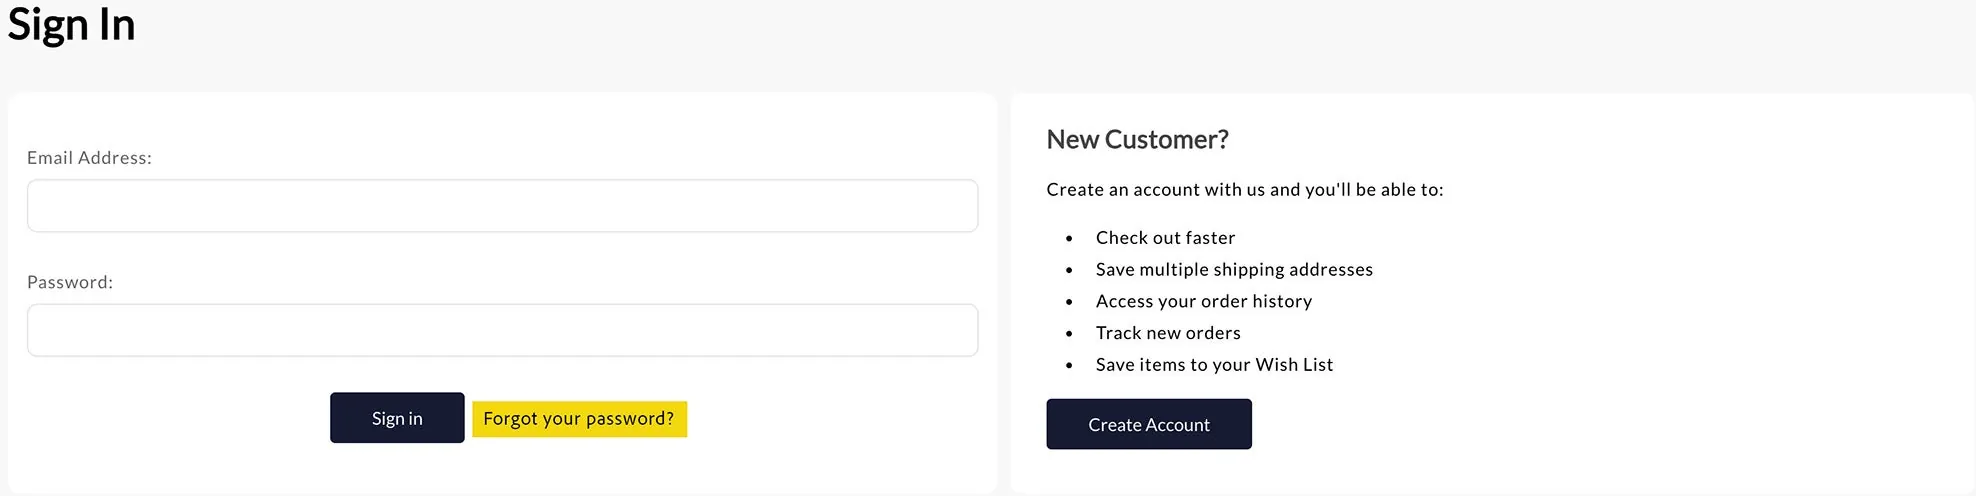 Sign In
Email Address:
Password:
Sign in
Forgot your password?
New Customer?
Create an account with us and you'll be able to:
• Check out faster
• Save multiple shipping addresses
• Access your order history
• Track new orders
• Save items to your Wish List
Create Account